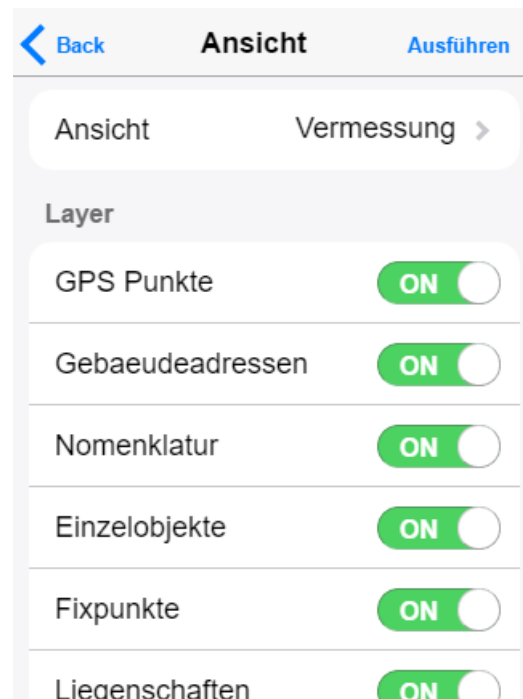 Back Ansicht Ausführen
Ansicht Vermessung
Layer
GPS Punkte ON
Gebaeudeadressen ON
Nomenklatur ON
Einzelobjekte ON
Fixpunkte ON
Liegenschaften ON